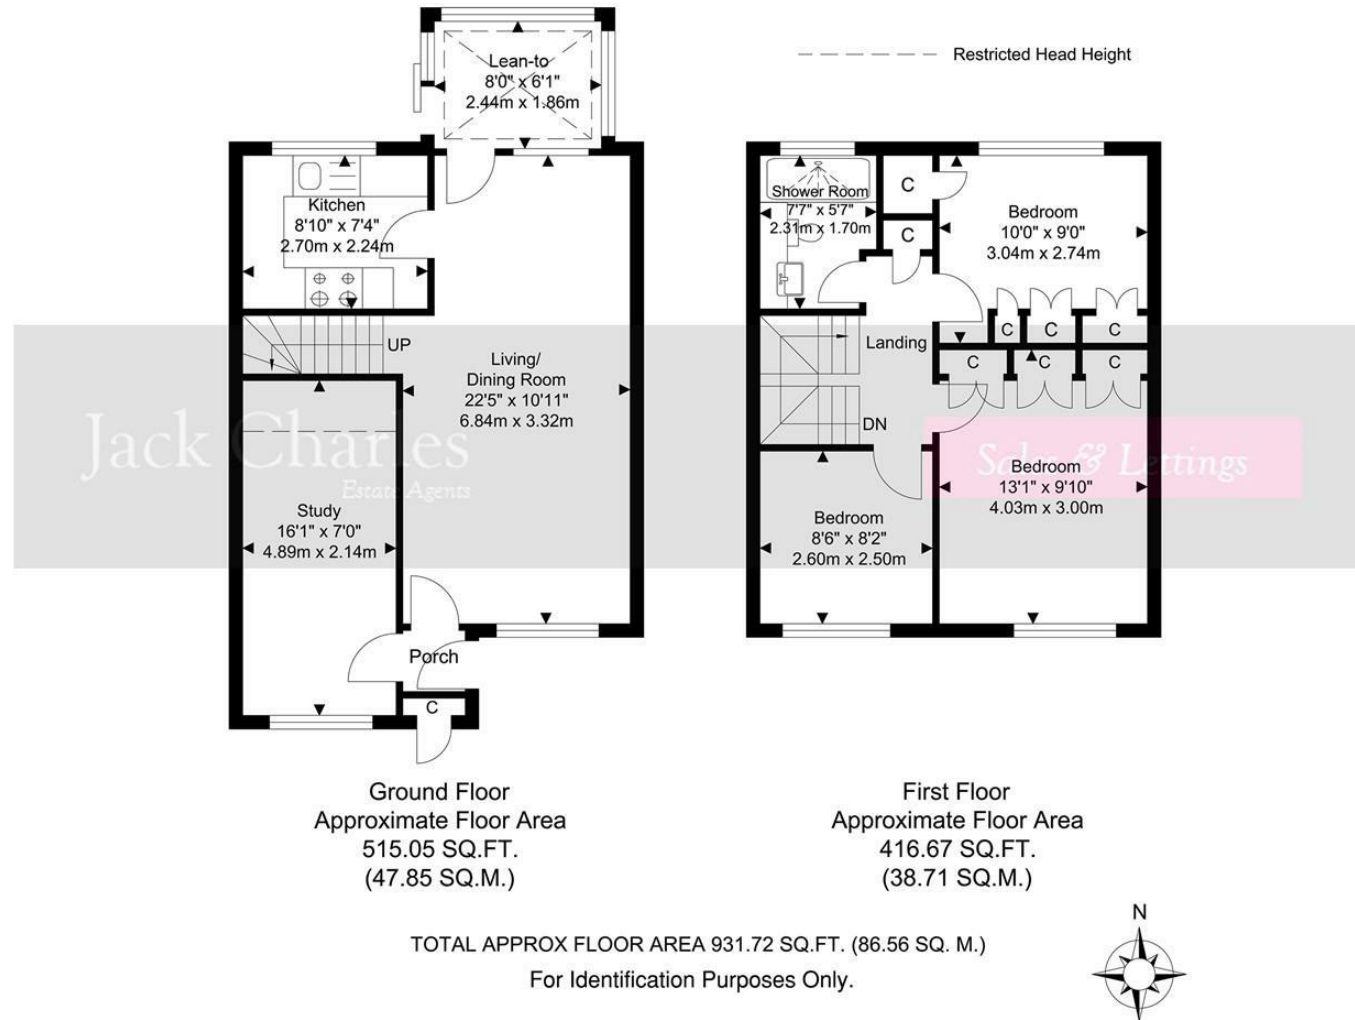 Lean-to
8'0" x 6'1"
2.44m x 1.86m
Restricted Head Height
Kitchen
8'10" x 7'4"
2.70m x 2.24m
UP
Living/
Dining Room
22'5" x 10'11"
6.84m x 3.32m
Study
16'1" x 7'0"
4.89m x 2.14m
Porch
C
Shower Room
7'7" x 5'7"
2.31m x 1.70m
C
C
Bedroom
10'0" x 9'0"
3.04m x 2.74m
C
C
C
Landing
C
C
C
DN
Bedroom
8'6" x 8'2"
2.60m x 2.50m
Bedroom
13'1" x 9'10"
4.03m x 3.00m
Jack Charles
Estate Agents
Sales & Lettings
Ground Floor
Approximate Floor Area
515.05 SQ.FT.
(47.85 SQ.M.)
First Floor
Approximate Floor Area
416.67 SQ.FT.
(38.71 SQ.M.)
TOTAL APPROX FLOOR AREA 931.72 SQ.FT. (86.56 SQ. M.)
For Identification Purposes Only.
N